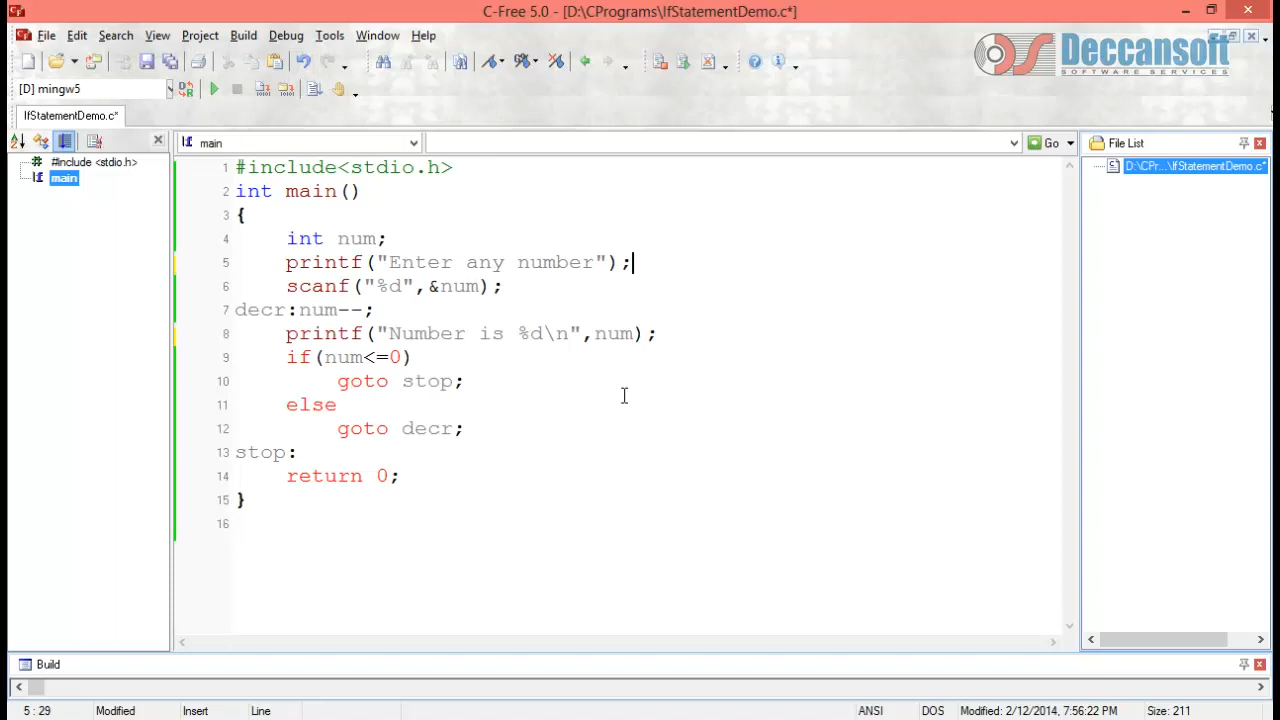 C-Free 5.0 - [D:\CPrograms\IfStatementDemo.c*]
File Edit Search View Project Build Debug Tools Window Help
Deccansoft
SOFTWARE SERVICES
[D] mingw5
IfStatementDemo.c*
main
Go
File List
#include <stdio.h>
main
D:\CPr...\IfStatementDemo.c*
1 #include<stdio.h>
2 int main()
3 {
4 int num;
5 printf("Enter any number");
6 scanf("%d",&num);
7 decr:num--;
8 printf("Number is %d\n",num);
9 if(num<=0)
10 goto stop;
11 else
12 goto decr;
13 stop:
14 return 0;
15 }
16
Build
5 : 29 Modified Insert Line ANSI DOS Modified: 2/12/2014, 7:56:22 PM Size: 211